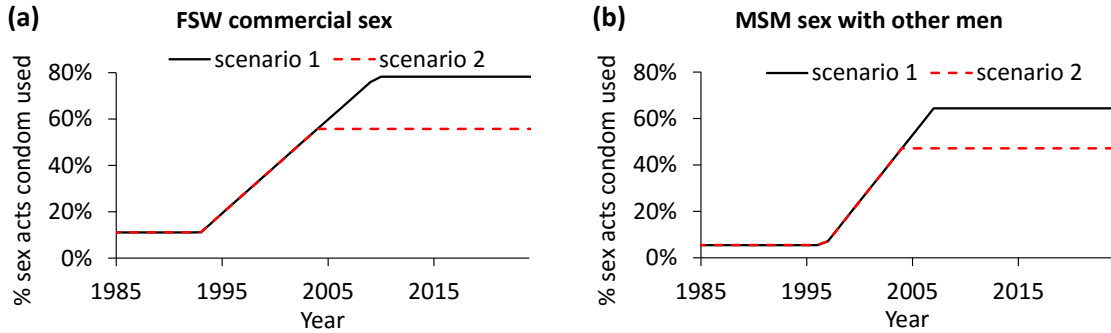 (a) FSW commercial sex
scenario 1 scenario 2
% sex acts condom used
80%
60%
40%
20%
0%
1985 1995 2005 2015
Year
(b) MSM sex with other men
scenario 1 scenario 2
% sex acts condom used
80%
60%
40%
20%
0%
1985 1995 2005 2015
Year